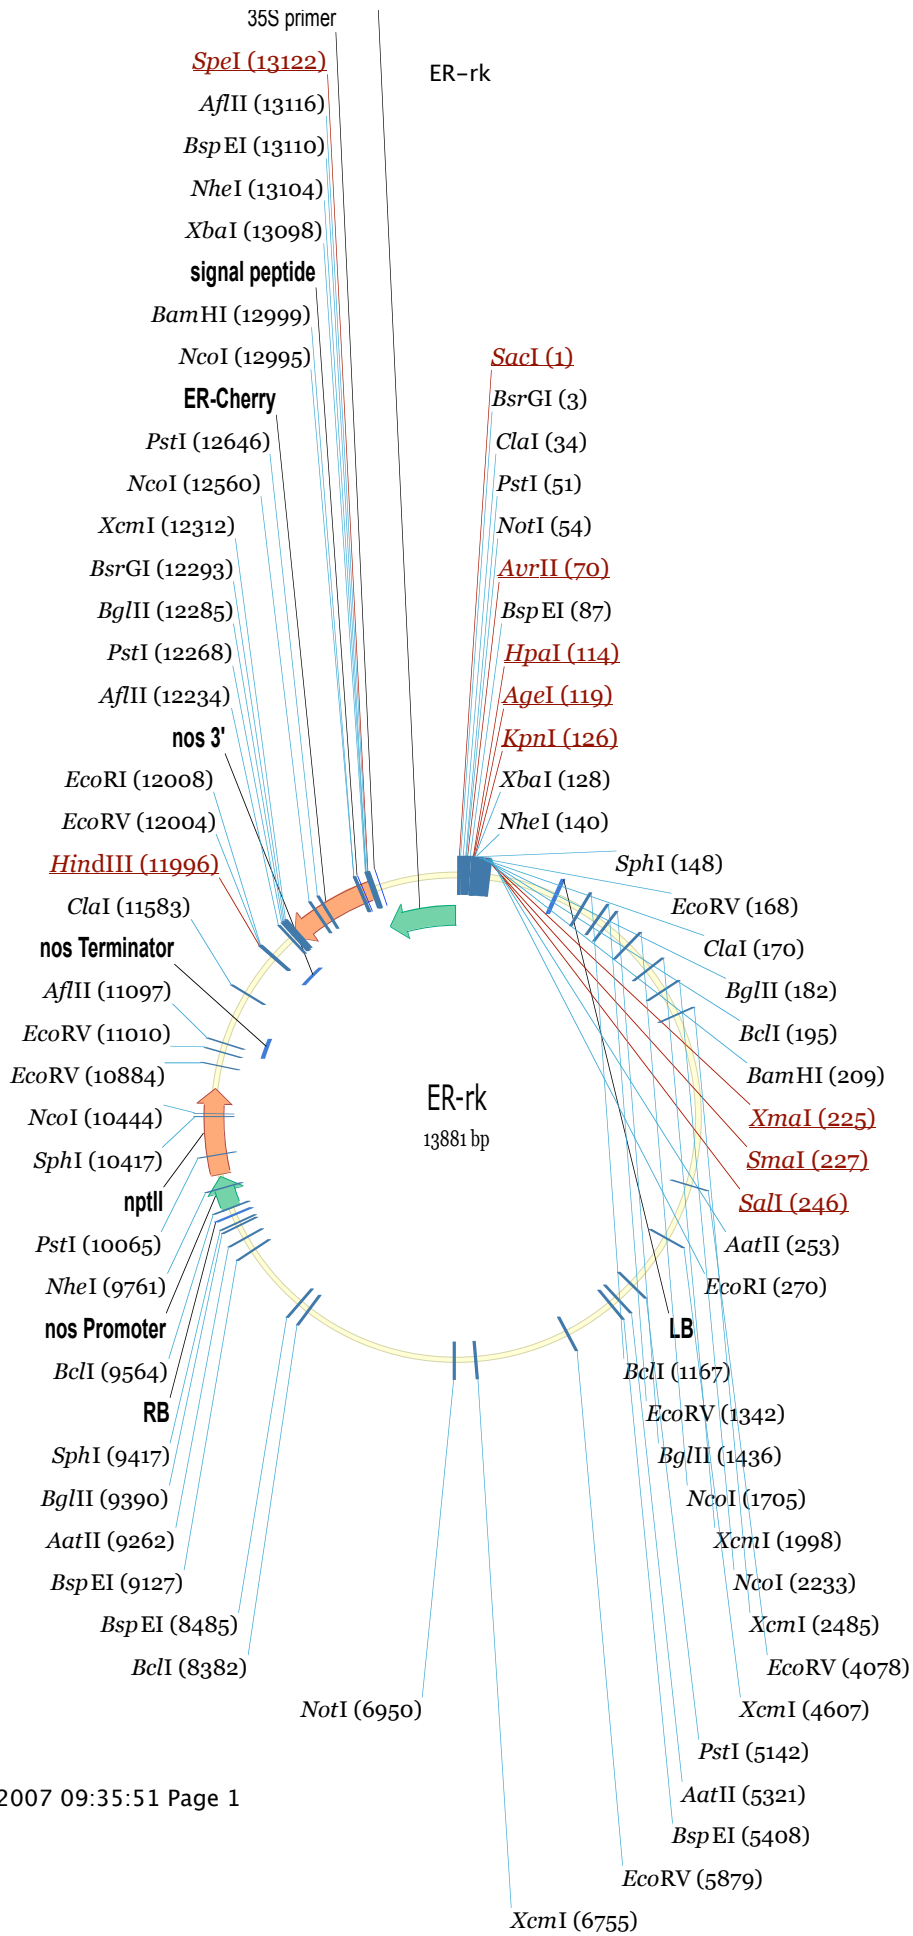 35S primer
SpeI (13122)
ER-rk
AflII (13116)
BspEI (13110)
NheI (13104)
XbaI (13098)
signal peptide
BamHI (12999)
NcoI (12995)
ER-Cherry
PstI (12646)
NcoI (12560)
XcmI (12312)
BsrGI (12293)
BglII (12285)
PstI (12268)
AflII (12234)
nos 3'
EcoRI (12008)
EcoRV (12004)
HindIII (11996)
ClaI (11583)
nos Terminator
AflII (11097)
EcoRV (11010)
EcoRV (10884)
NcoI (10444)
SphI (10417)
nptII
PstI (10065)
NheI (9761)
nos Promoter
BclI (9564)
RB
SphI (9417)
BglII (9390)
AatII (9262)
BspEI (9127)
BspEI (8485)
BclI (8382)
NotI (6950)
SacI (1)
BsrGI (3)
ClaI (34)
PstI (51)
NotI (54)
AvrII (70)
BspEI (87)
HpaI (114)
AgeI (119)
KpnI (126)
XbaI (128)
NheI (140)
SphI (148)
EcoRV (168)
ClaI (170)
BglII (182)
BclI (195)
BamHI (209)
XmaI (225)
SmaI (227)
SalI (246)
AatII (253)
EcoRI (270)
LB
BclI (1167)
EcoRV (1342)
BglII (1436)
NcoI (1705)
XcmI (1998)
NcoI (2233)
XcmI (2485)
EcoRV (4078)
XcmI (4607)
PstI (5142)
AatII (5321)
BspEI (5408)
EcoRV (5879)
XcmI (6755)
ER-rk
13881 bp
2007 09:35:51 Page 1